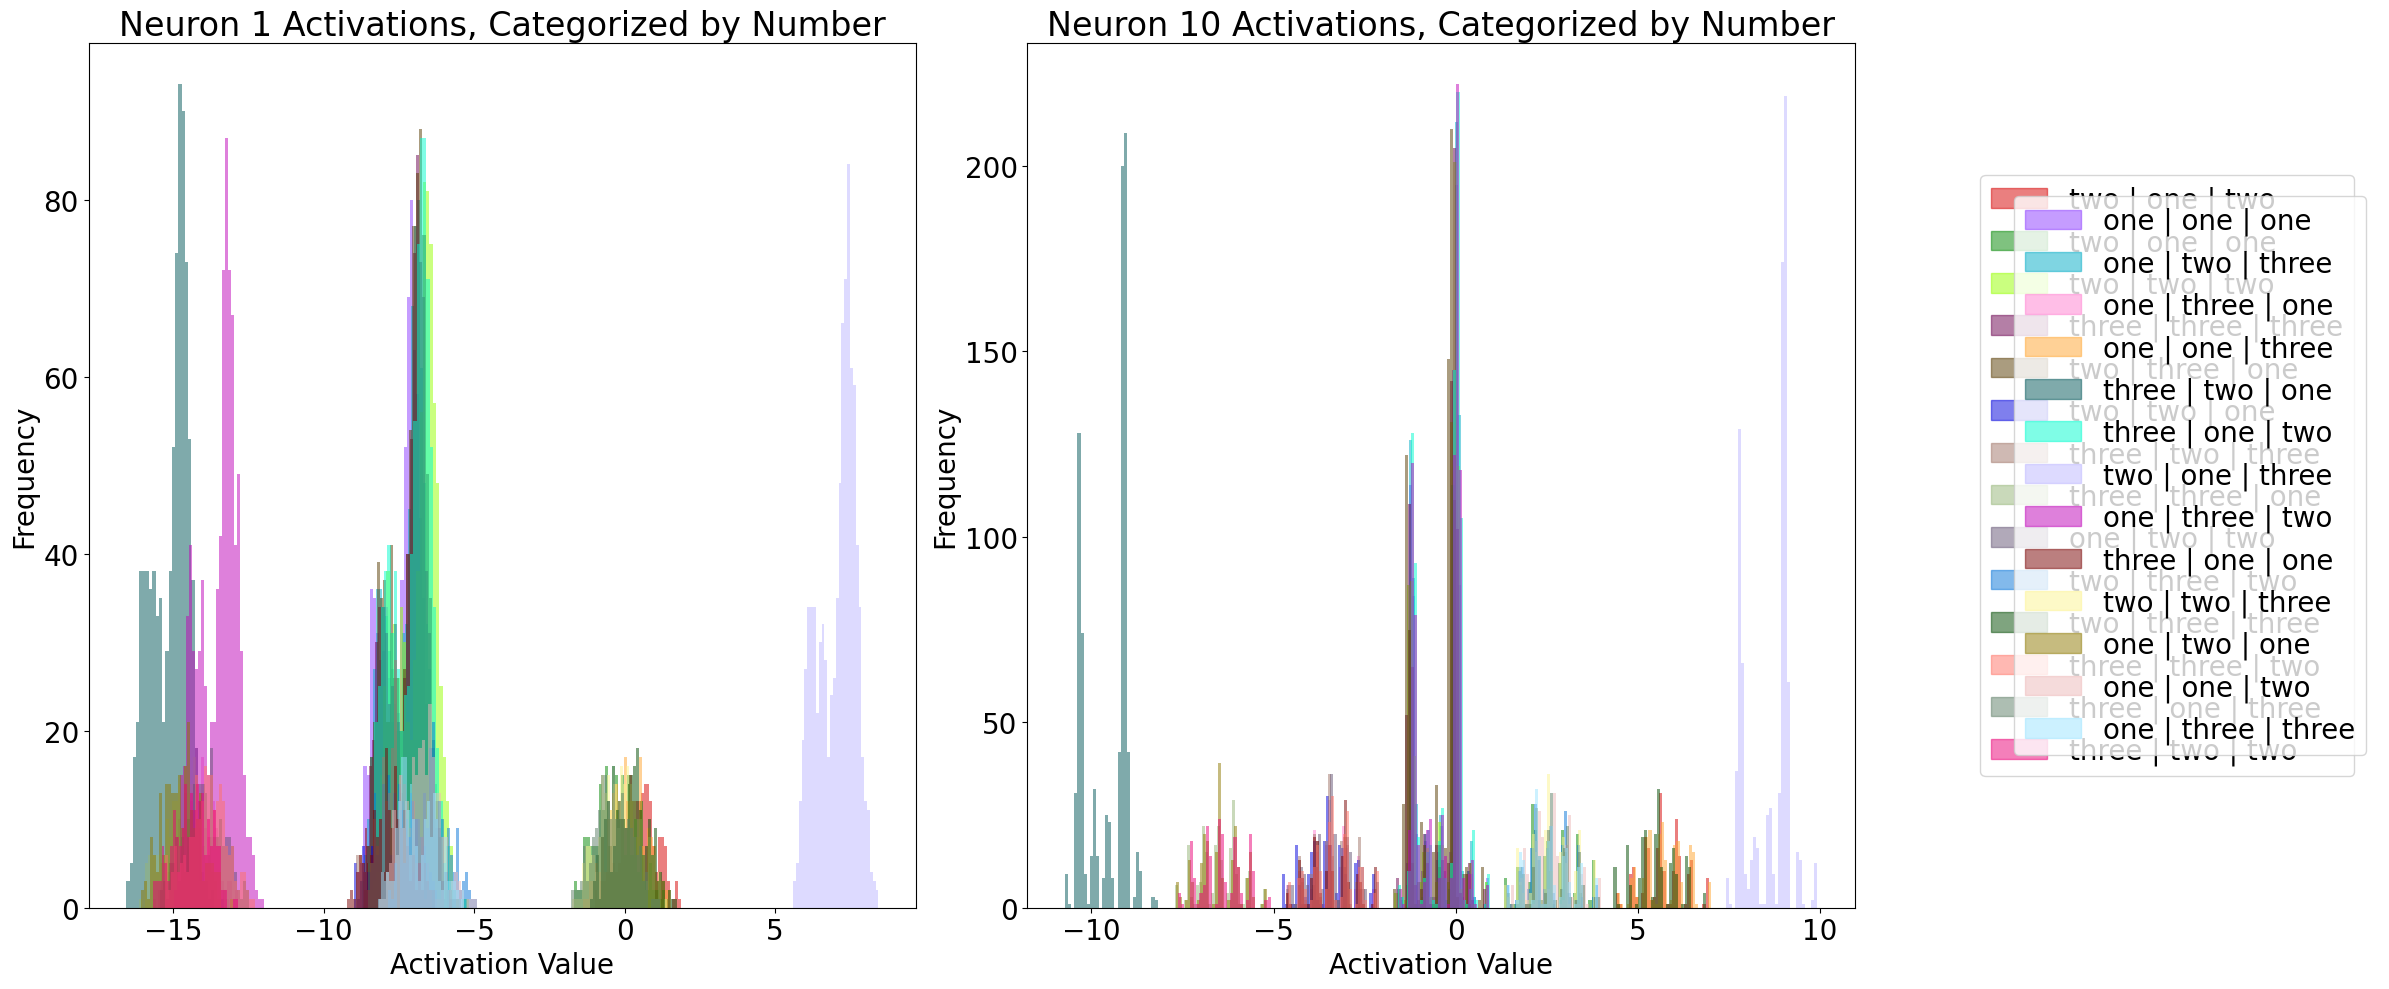 Neuron 1 Activations, Categorized by Number
Frequency
80
60
40
20
0
−15
−10
−5
0
5
Activation Value
Neuron 10 Activations, Categorized by Number
Frequency
200
150
100
50
0
−10
−5
0
5
10
Activation Value
two | one | two
one | one | one
two | one | one
one | two | three
two | two | two
one | three | one
three | three | three
one | one | three
two | three | one
three | two | one
two | two | one
three | one | two
three | two | three
two | one | three
three | three | one
one | three | two
one | two | two
three | one | one
two | three | two
two | two | three
two | three | three
one | two | one
three | three | two
one | one | two
three | one | three
one | three | three
three | two | two